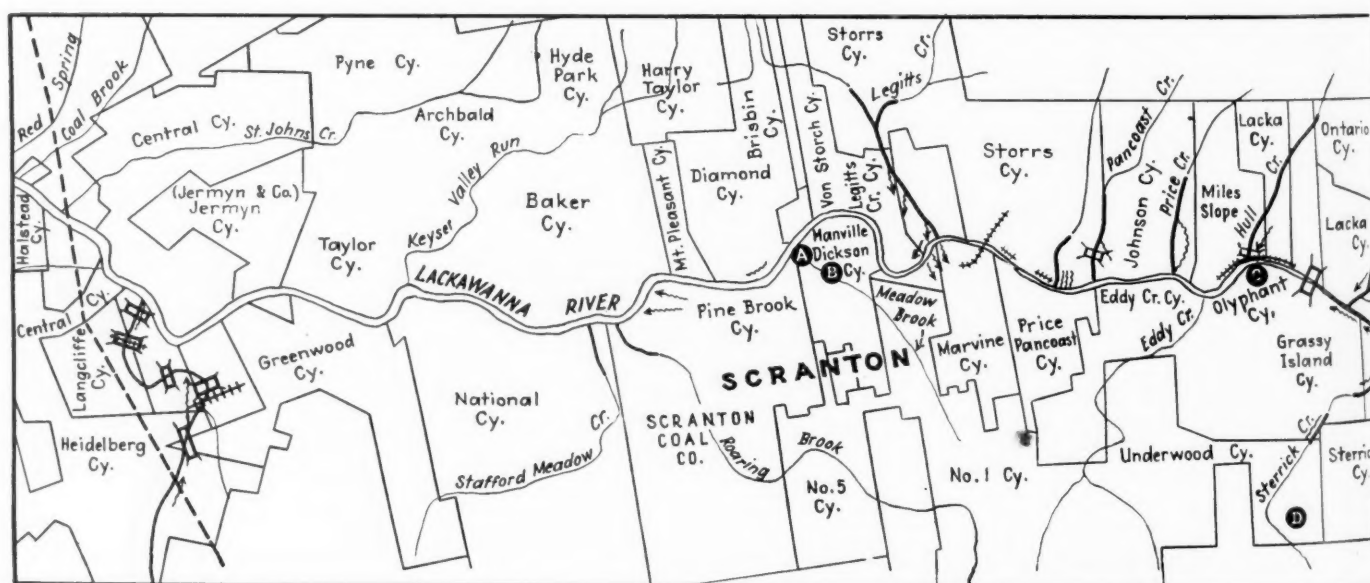 Red Spring
Coal Brook
Pyne Cy.
Hyde
Park
Cy.
Harry
Taylor
Cy.
Storrs
Cy.
Legitts Cr.
Central Cy.
St. Johns Cr.
Archbald
Cy.
Brisbin
Cy.
Von Storch Cy.
Pancoast Cr.
Lacka
Cy.
Ontario
Cy.
(Jermyn & Co.)
Jermyn
Cy.
Keyser Valley Run
Baker
Cy.
Mt. Pleasant Cy.
Diamond
Cy.
Legitts
Cr. Cy.
Storrs
Cy.
Johnson Cy.
Price Cr.
Miles
Slope
Hull Cr.
Lacka
Cy.
Halstead
Cy.
Taylor
Cy.
Manville
Dickson
Cy.
A
B
C
LACKAWANNA RIVER
Central Cy.
Langcliffe
Cy.
Greenwood
Cy.
Pine Brook
Cy.
Meadow
Brook
Eddy Cr. Cy.
Olyphant
Cy.
Eddy Cr.
Marvine
Cy.
Price
Pancoast
Cy.
Grassy
Island
Cy.
SCRANTON
National
Cy.
Heidelberg
Cy.
SCRANTON
COAL
CO.
Stafford Meadow Cr.
Roaring Brook
No. 5
Cy.
No. 1 Cy.
Underwood Cy.
Sterrick Cr.
Sterric
Cy.
D